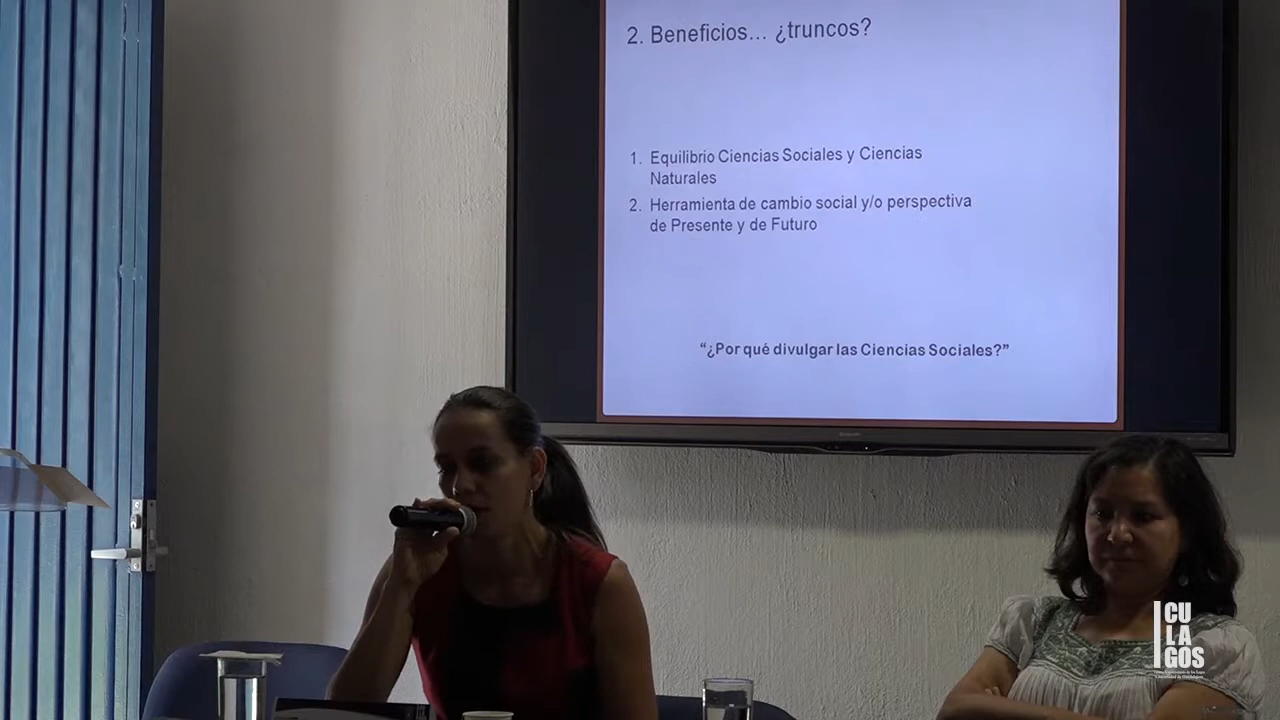 2. Beneficios... ¿truncos?
1. Equilibrio Ciencias Sociales y Ciencias
Naturales
2. Herramienta de cambio social y/o perspectiva
de Presente y de Futuro
“¿Por qué divulgar las Ciencias Sociales?”
CU
LA
GOS